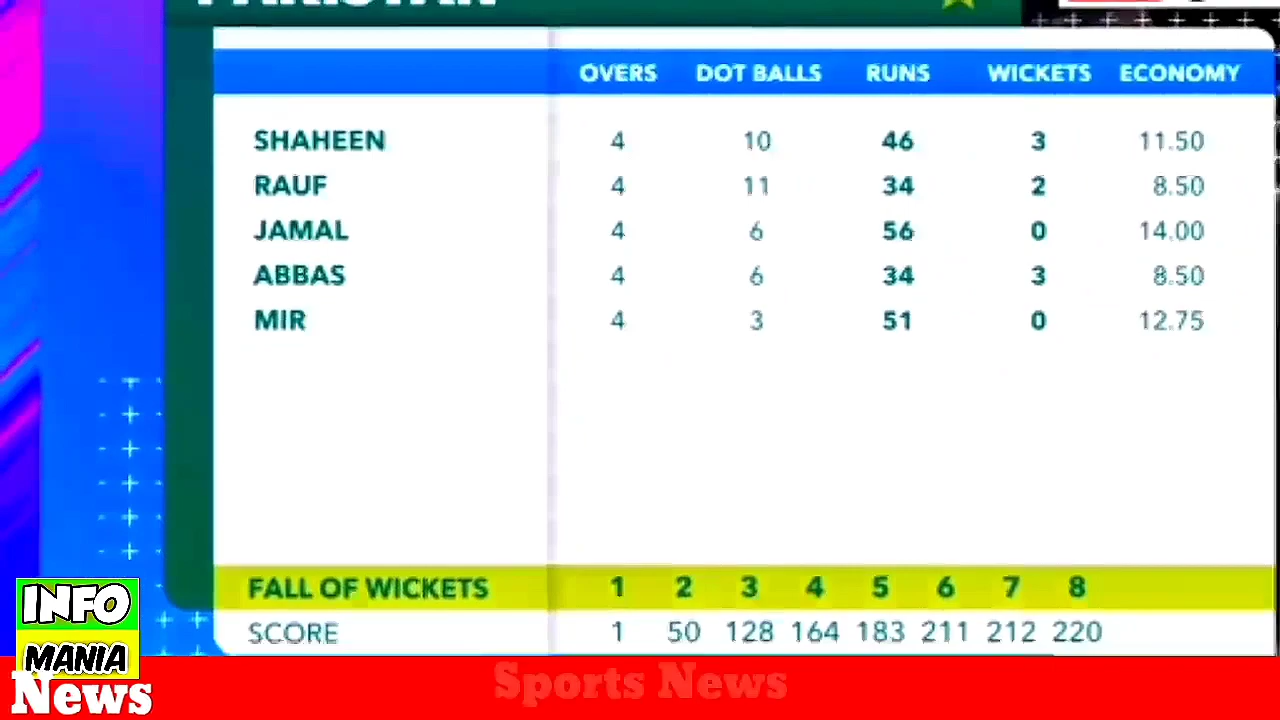 PAKISTAN
OVERS DOT BALLS RUNS WICKETS ECONOMY
SHAHEEN 4 10 46 3 11.50
RAUF 4 11 34 2 8.50
JAMAL 4 6 56 0 14.00
ABBAS 4 6 34 3 8.50
MIR 4 3 51 0 12.75
FALL OF WICKETS 1 2 3 4 5 6 7 8
SCORE 1 50 128 164 183 211 212 220
INFO
MANIA
News
Sports News